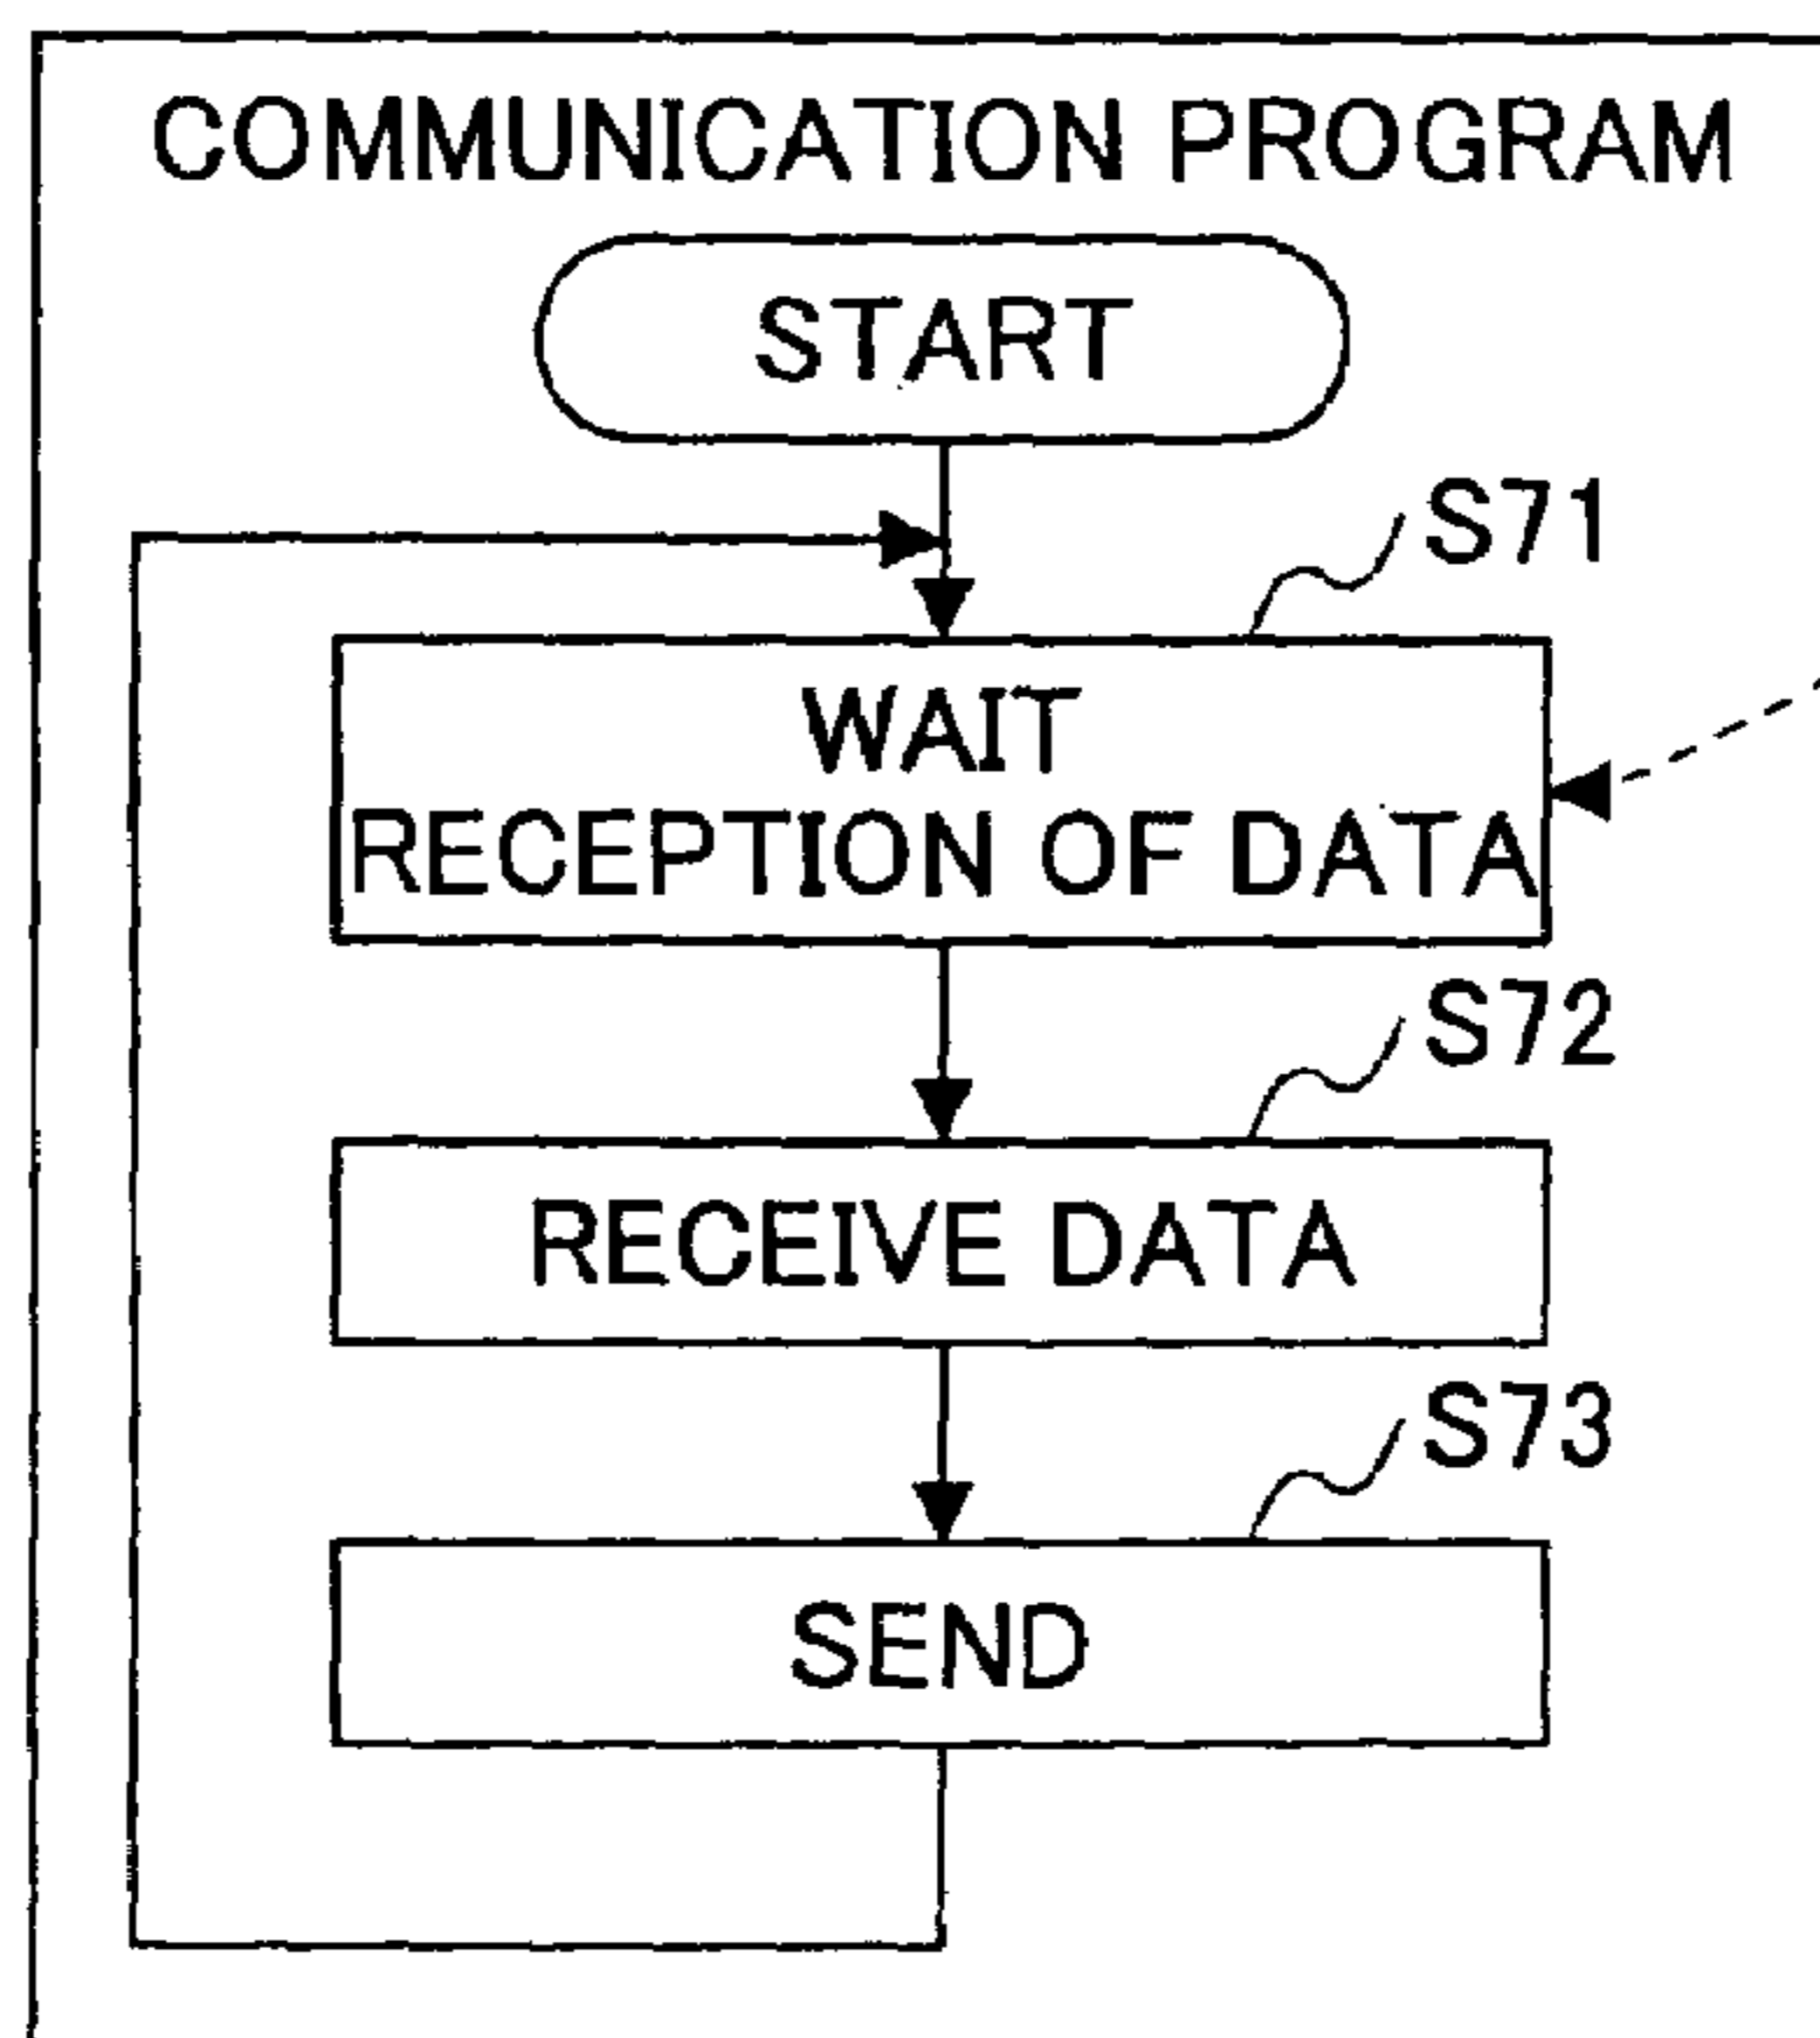 COMMUNICATION PROGRAM
START
S71
WAIT
RECEPTION OF DATA
S72
RECEIVE DATA
S73
SEND